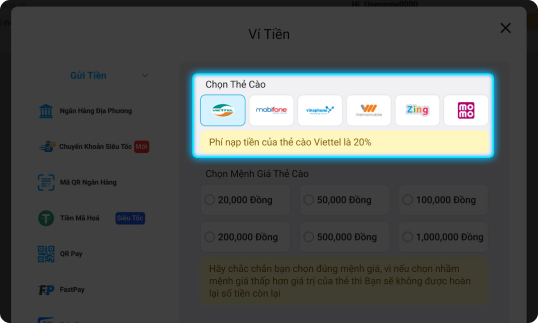 Ví Tiền
Gửi Tiền
Chọn Thẻ Cào
viettel
mobifone
vinaphone
vietnamobile
Zing
mo
mo
Phí nạp tiền của thẻ cào Viettel là 20%
Ngân Hàng Địa Phương
Chuyển Khoản Siêu Tốc Mới
Mã QR Ngân Hàng
Tiền Mã Hoá Siêu Tốc
QR Pay
FP FastPay
Chọn Mệnh Giá Thẻ Cào
20,000 Đồng 50,000 Đồng 100,000 Đồng
200,000 Đồng 500,000 Đồng 1,000,000 Đồng
Hãy chắc chắn bạn chọn đúng mệnh giá, vì nếu chọn nhầm
mệnh giá thấp hơn giá trị của thẻ thì Bạn sẽ không được hoàn
lại số tiền còn lại